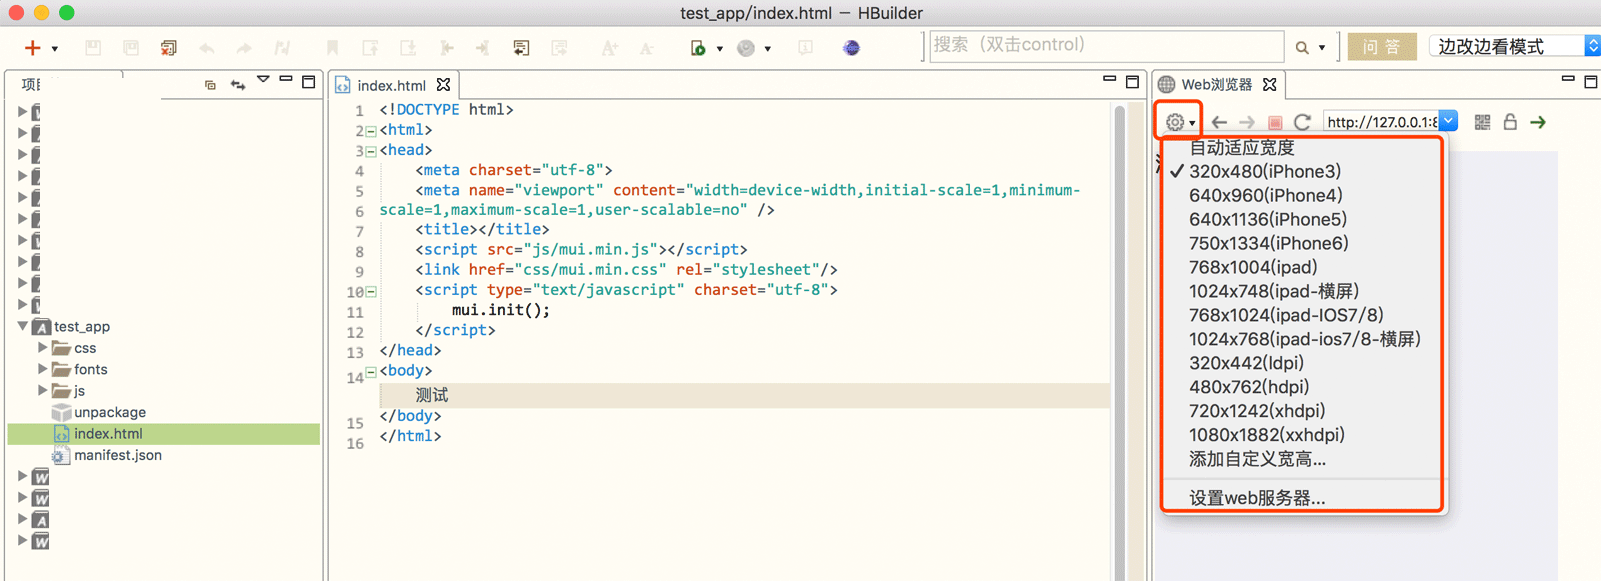 test_app/index.html — HBuilder
搜索（双击control）
问 答
边改边看模式
index.html
Web浏览器
http://127.0.0.1:8
1 <!DOCTYPE html>
2 <html>
3 <head>
4 <meta charset="utf-8">
5 <meta name="viewport" content="width=device-width,initial-scale=1,minimum-
6 scale=1,maximum-scale=1,user-scalable=no" />
7 <title></title>
8 <script src="js/mui.min.js"></script>
9 <link href="css/mui.min.css" rel="stylesheet"/>
10 <script type="text/javascript" charset="utf-8">
11 mui.init();
12 </script>
13 </head>
14 <body>
测试
15 </body>
16 </html>
test_app
css
fonts
js
unpackage
index.html
manifest.json
自动适应宽度
✓ 320x480(iPhone3)
640x960(iPhone4)
640x1136(iPhone5)
750x1334(iPhone6)
768x1004(ipad)
1024x748(ipad-横屏)
768x1024(ipad-IOS7/8)
1024x768(ipad-ios7/8-横屏)
320x442(ldpi)
480x762(hdpi)
720x1242(xhdpi)
1080x1882(xxhdpi)
添加自定义宽高...
设置web服务器...